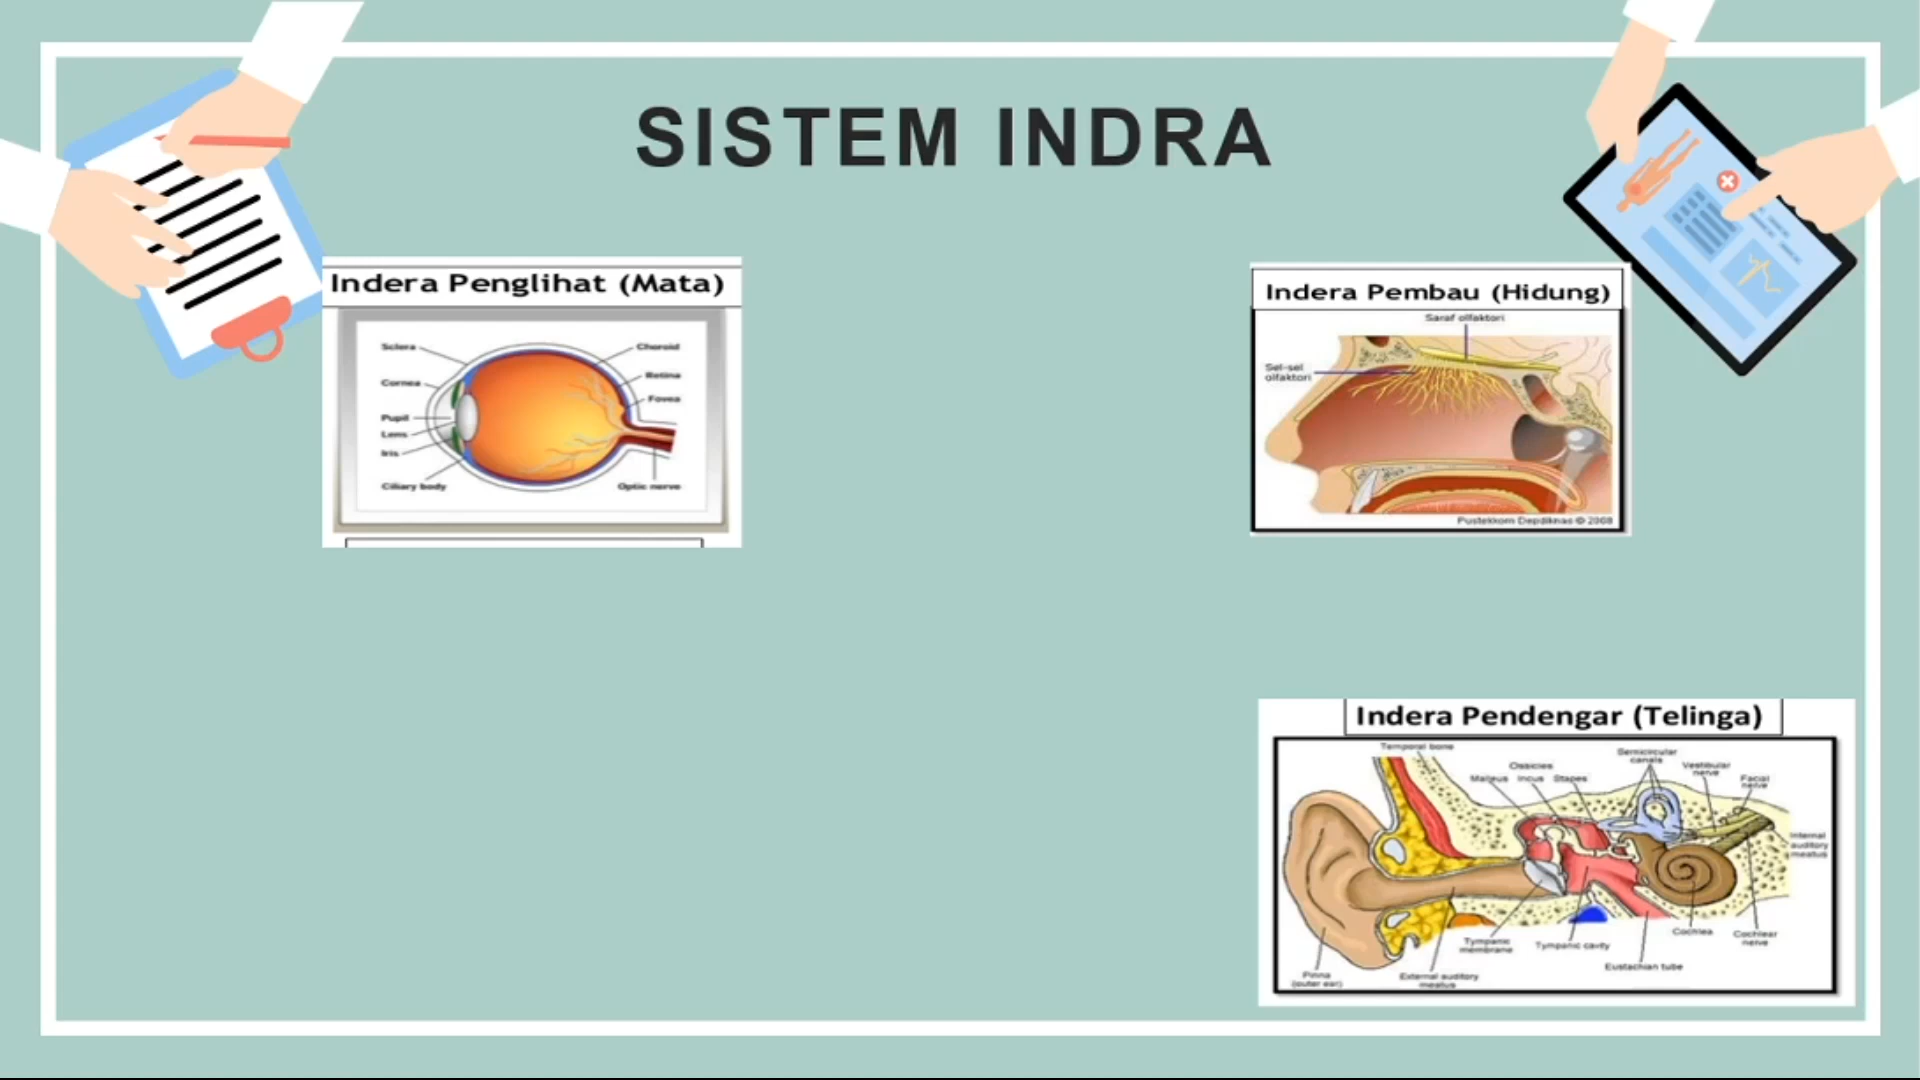 SISTEM INDRA
Indera Penglihat (Mata)
Sclera
Choroid
Retina
Cornea
Fovea
Pupil
Lens
Iris
Ciliary body
Optic nerve
Indera Pembau (Hidung)
Saraf olfaktori
Sel-sel
olfaktori
Pustekkom Depdiknas © 2008
Indera Pendengar (Telinga)
Temporal bone
Ossicles
Malleus Incus Stapes
Semicircular
canals
Vestibular
nerve
Facial
nerve
Internal
auditory
meatus
Cochlea
Cochlear
nerve
Tympanic
membrane
Tympanic cavity
Eustachian tube
Pinna
(outer ear)
External auditory
meatus